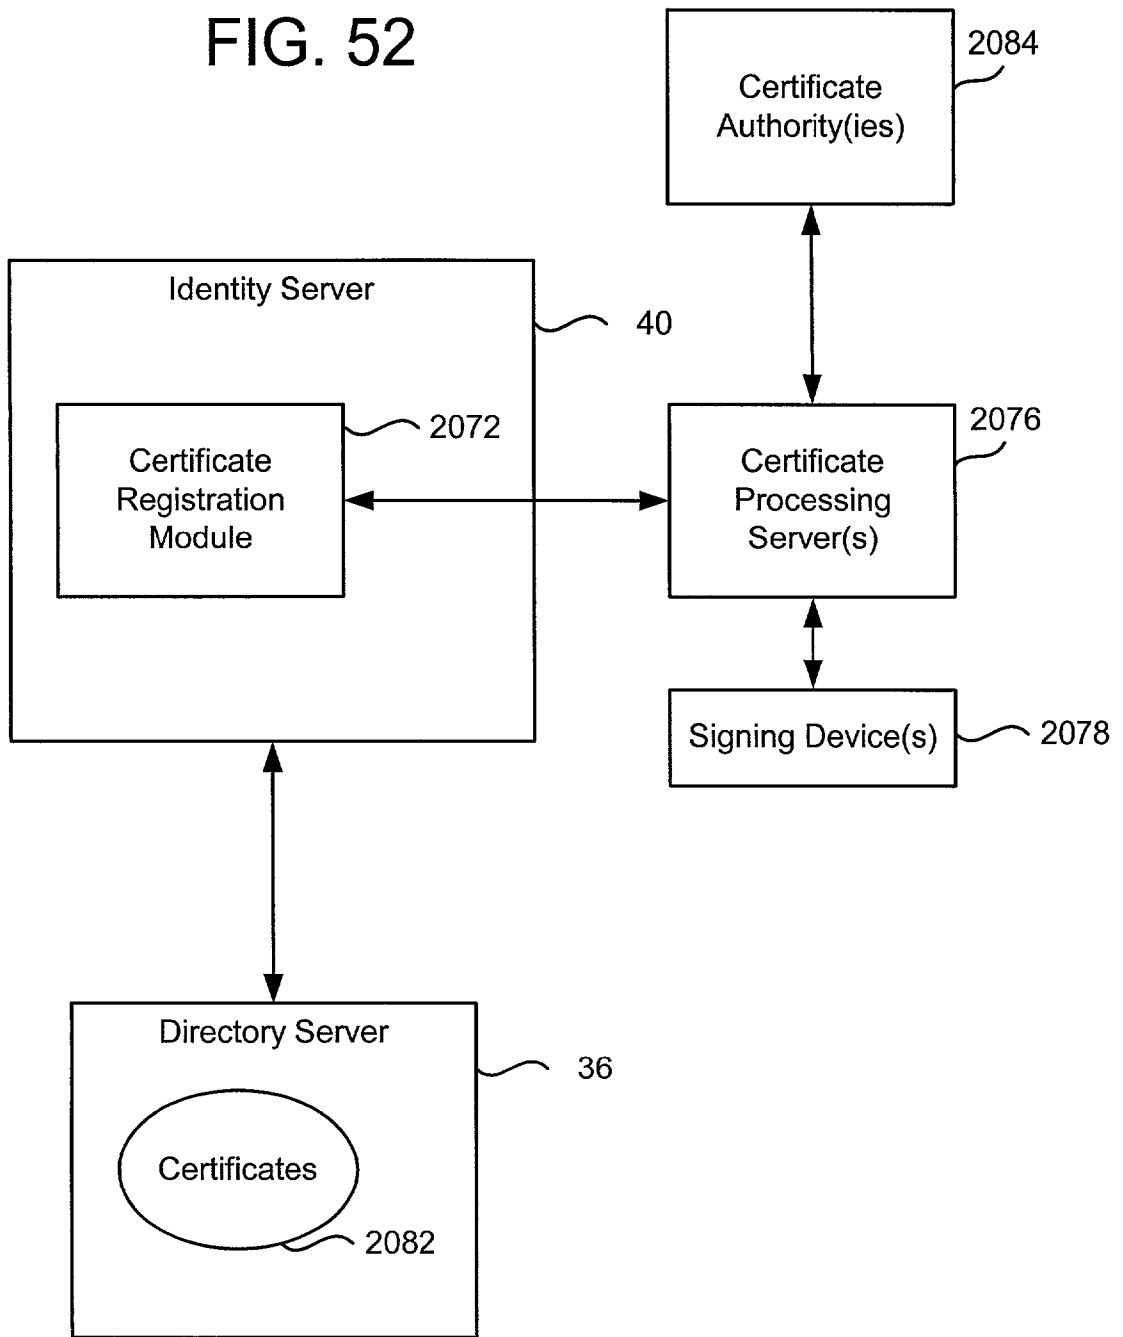 FIG. 52
Certificate
Authority(ies)
2084
Identity Server
40
Certificate
Registration
Module
2072
Certificate
Processing
Server(s)
2076
Signing Device(s)
2078
Directory Server
36
Certificates
2082